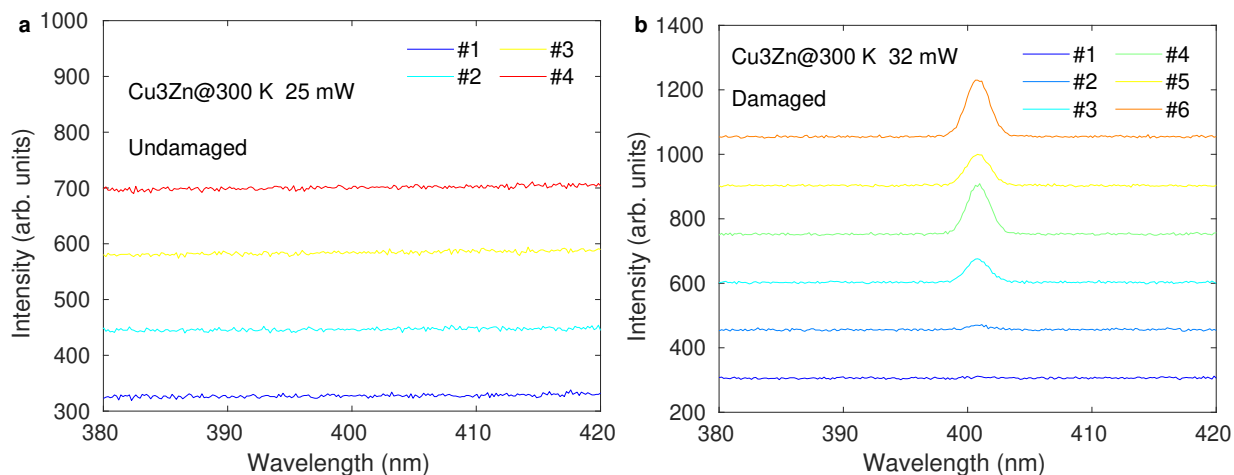 a
Intensity (arb. units)
1000
900
800
700
600
500
400
300
#1 #3
#2 #4
Cu3Zn@300 K 25 mW
Undamaged
380 390 400 410 420
Wavelength (nm)
b
Intensity (arb. units)
1400
1200
1000
800
600
400
200
Cu3Zn@300 K 32 mW
Damaged
#1 #4
#2 #5
#3 #6
380 390 400 410 420
Wavelength (nm)